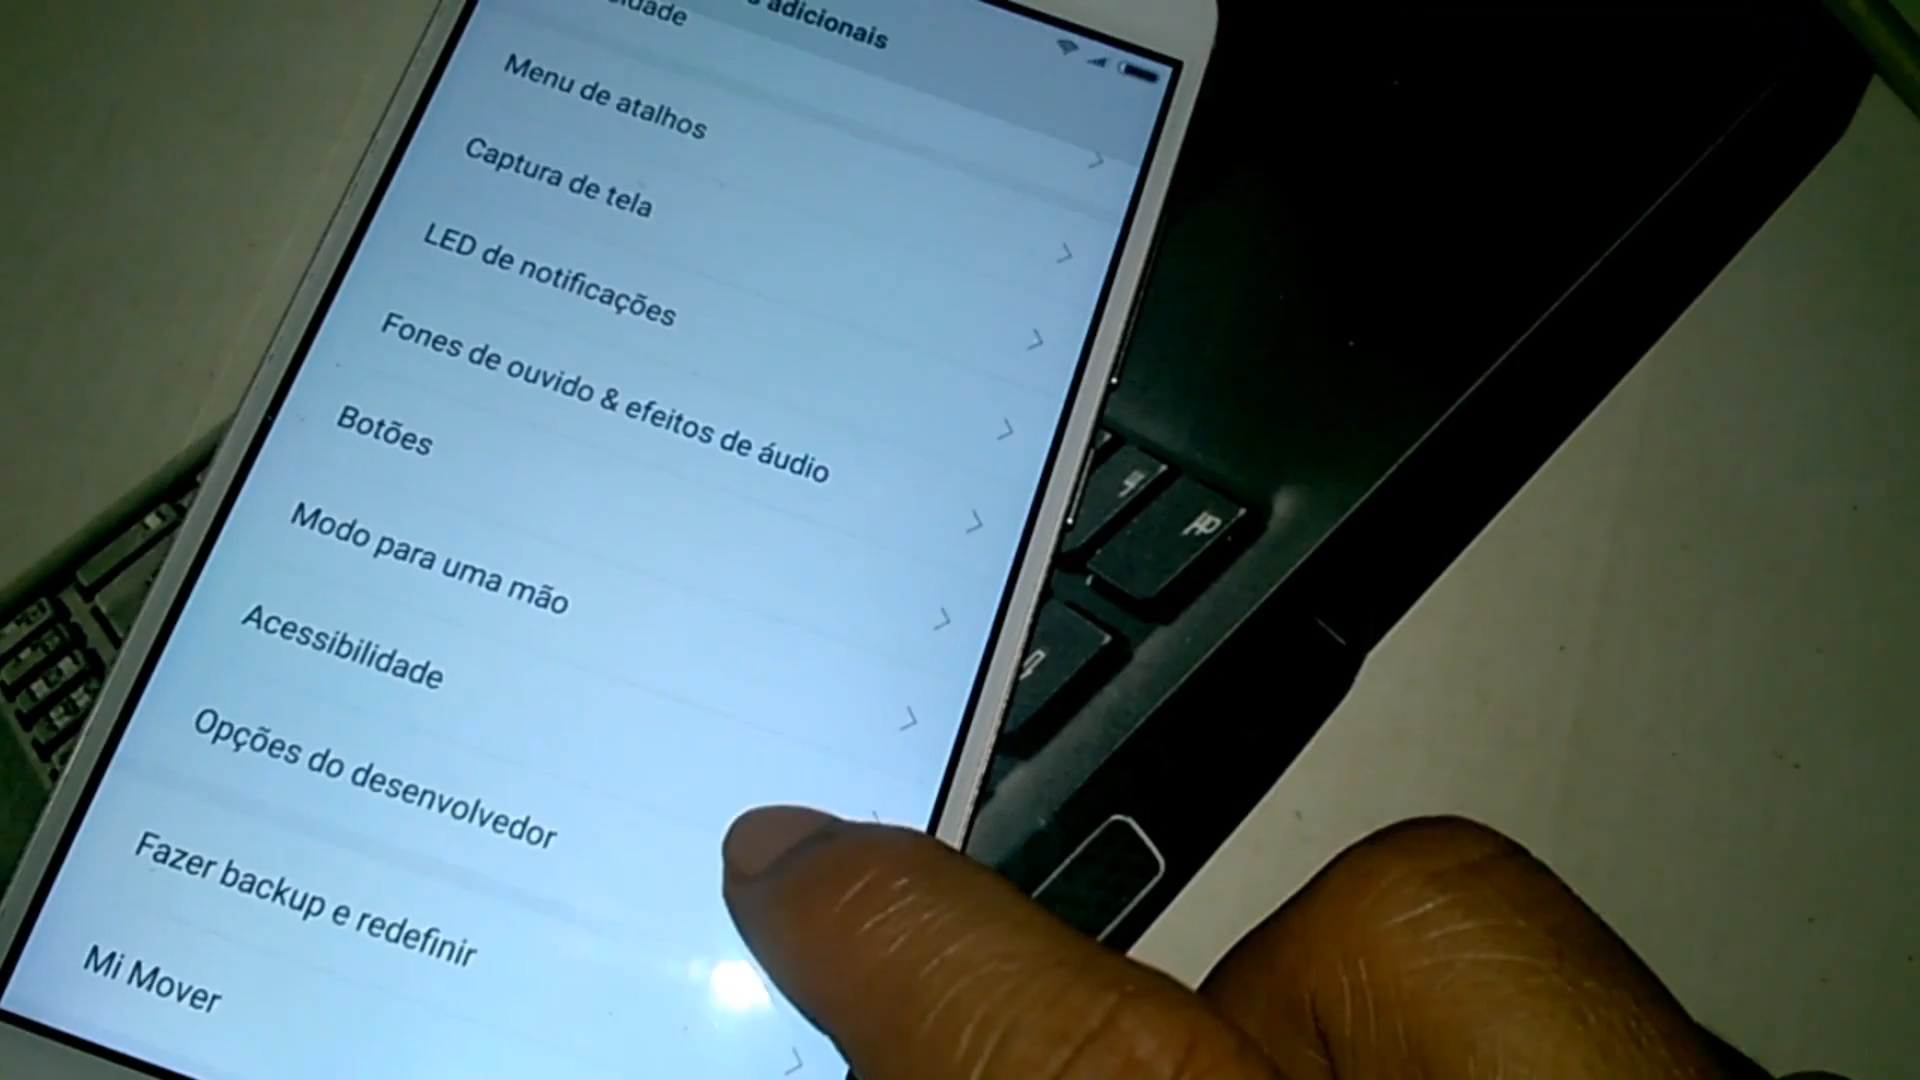 adicionais
Menu de atalhos
Captura de tela
LED de notificações
Fones de ouvido & efeitos de áudio
Botões
Modo para uma mão
Acessibilidade
Opções do desenvolvedor
Fazer backup e redefinir
Mi Mover